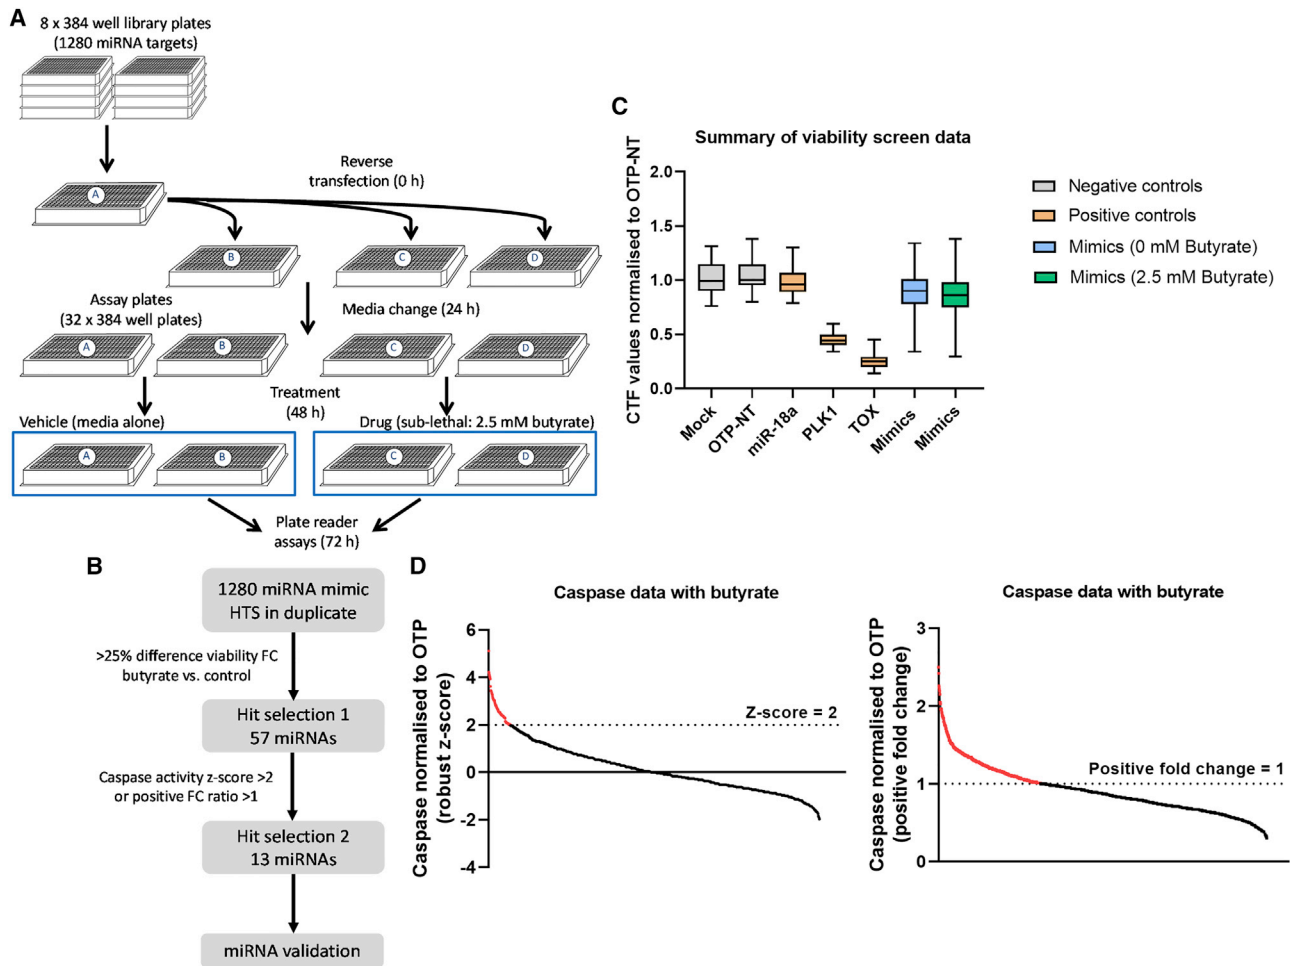 A
8 x 384 well library plates
(1280 miRNA targets)
A
Reverse
transfection (0 h)
B
C
D
Assay plates
(32 x 384 well plates)
Media change (24 h)
A
B
C
D
Treatment
(48 h)
Vehicle (media alone)
Drug (sub-lethal: 2.5 mM butyrate)
A
B
C
D
Plate reader
assays (72 h)
B
1280 miRNA mimic
HTS in duplicate
>25% difference viability FC
butyrate vs. control
Hit selection 1
57 miRNAs
Caspase activity z-score >2
or positive FC ratio >1
Hit selection 2
13 miRNAs
miRNA validation
C
Summary of viability screen data
CTF values normalised to OTP-NT
2.0
1.5
1.0
0.5
0.0
Mock
OTP-NT
miR-18a
PLK1
TOX
Mimics
Mimics
Negative controls
Positive controls
Mimics (0 mM Butyrate)
Mimics (2.5 mM Butyrate)
D
Caspase data with butyrate
Caspase normalised to OTP
(robust z-score)
6
4
2
0
-2
-4
Z-score = 2
Caspase data with butyrate
Caspase normalised to OTP
(positive fold change)
3
2
1
0
Positive fold change = 1